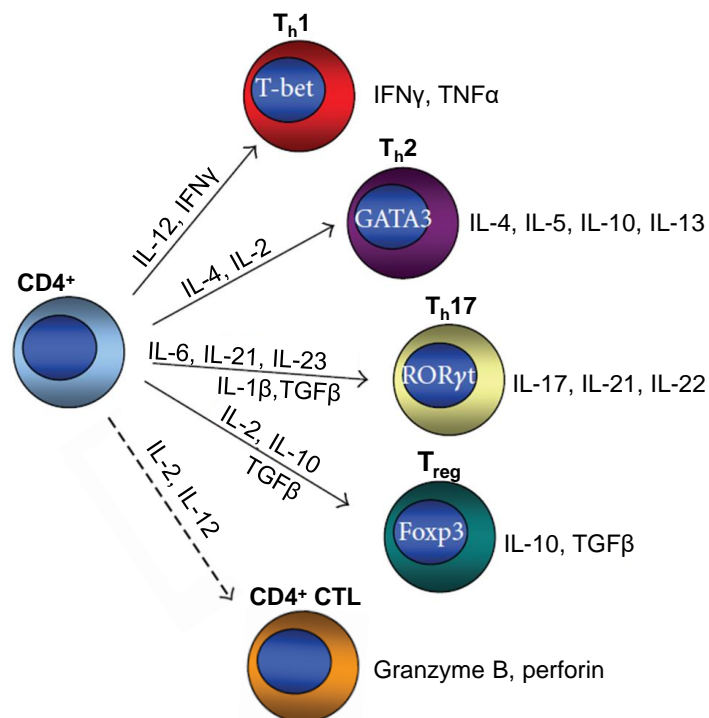 Th1
T-bet
IFNγ, TNFα
IL-12, IFNγ
Th2
GATA3
IL-4, IL-5, IL-10, IL-13
IL-4, IL-2
CD4⁺
Th17
IL-6, IL-21, IL-23
IL-1β,TGFβ
RORγt
IL-17, IL-21, IL-22
IL-2, IL-10
TGFβ
Treg
Foxp3
IL-10, TGFβ
IL-2, IL-12
CD4⁺ CTL
Granzyme B, perforin